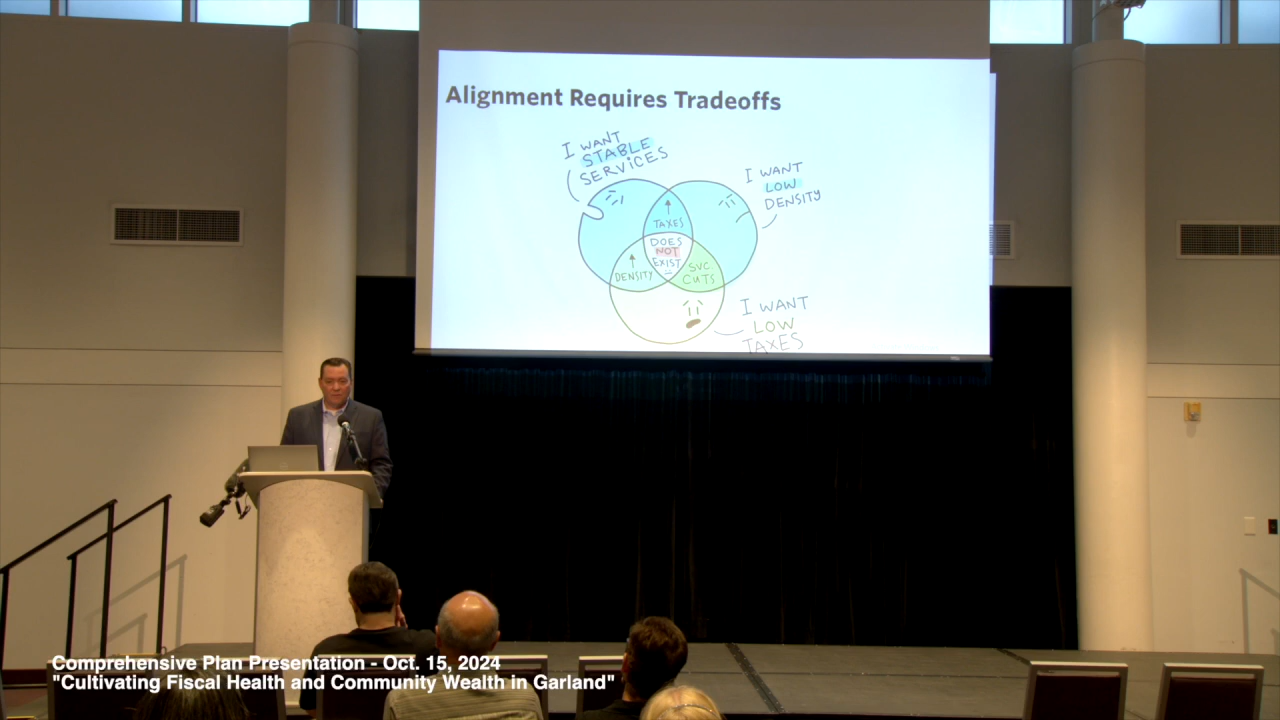 Alignment Requires Tradeoffs
I WANT
STABLE
SERVICES
I WANT
LOW
DENSITY
TAXES
DOES
NOT
EXIST
DENSITY
SVC
CUTS
I WANT
LOW
TAXES
Comprehensive Plan Presentation - Oct. 15, 2024
"Cultivating Fiscal Health and Community Wealth in Garland"